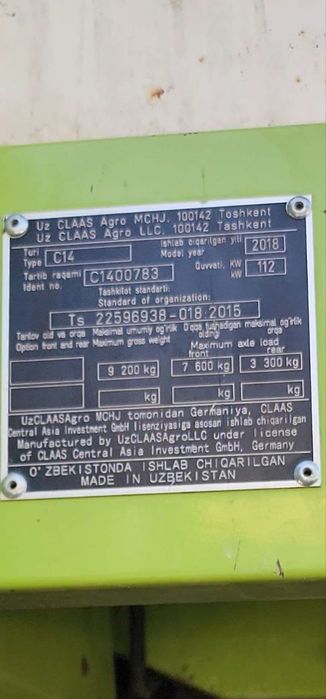 Uz CLAAS Agro MCHJ. 100142 Toshkent
Uz CLAAS Agro LLC. 100142 Tashkent
Turi Ishlab chiqarilgan yili
Type C14 Model year 2018
Tartib raqami Quvvati, KW
Ident no. C1400783 KW 112
Tashkilot standarti:
Standard of organization:
Ts 22596938-018:2015
Tanlov old va orqa Maksimal umumiy og'irlik O'qqa tushadigan maksimal og'irlik
oldingi orqa
Option front and rear Maximum gross weight Maximum axle load
front rear
9 200 kg 7 600 kg 3 300 kg
kg kg kg
UzCLAASAgro MCHJ tomonidan Germaniya, CLAAS
Central Asia Investment GmbH lisenziyasiga asosan ishlab chiqarilgan
Manufactured by UzCLAASAgroLLC under license
of CLAAS Central Asia Investment GmbH, Germany
O'ZBEKISTONDA ISHLAB CHIQARILGAN
MADE IN UZBEKISTAN